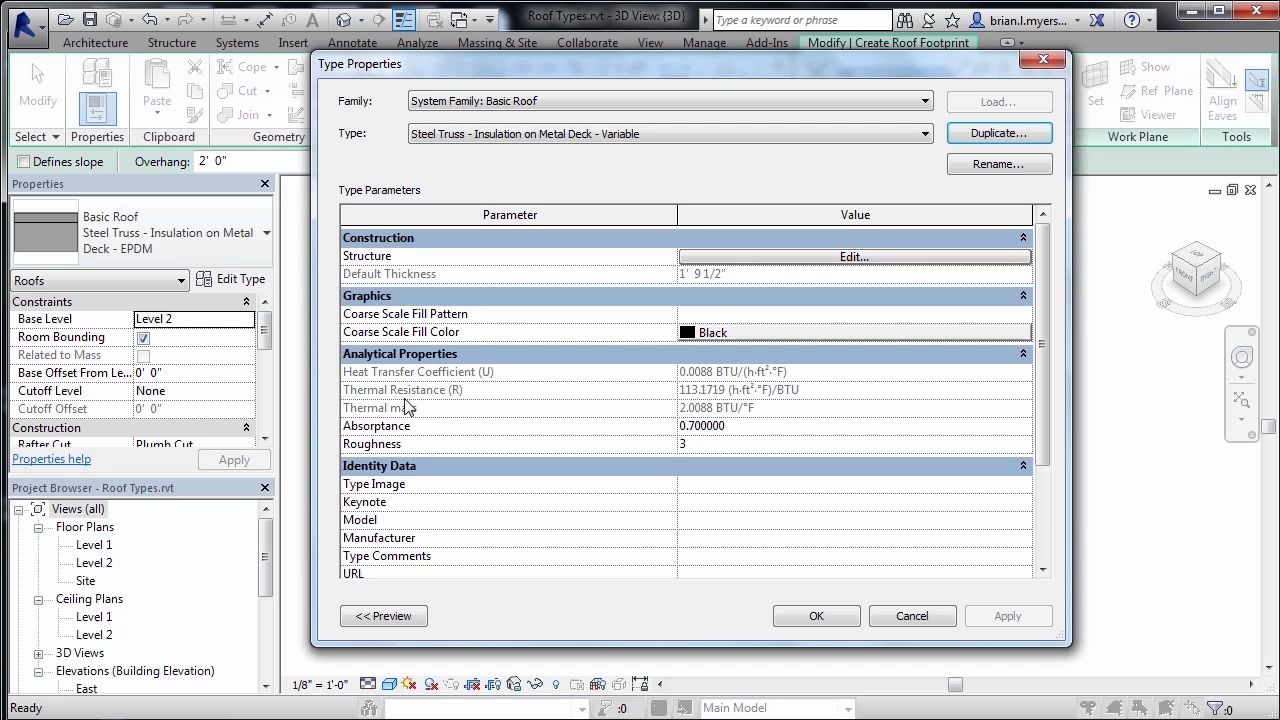 Roof Types.rvt - 3D View: {3D}
Type a keyword or phrase
brian.l.myers...
Architecture
Structure
Systems
Insert
Annotate
Analyze
Massing & Site
Collaborate
View
Manage
Add-Ins
Modify | Create Roof Footprint
Modify
Paste
Cope
Cut
Join
Set
Show
Ref Plane
Viewer
Align
Eaves
Select
Properties
Clipboard
Geometry
Work Plane
Tools
Defines slope
Overhang:
2' 0"
Properties
Basic Roof
Steel Truss - Insulation on Metal
Deck - EPDM
Roofs
Edit Type
Constraints
Base Level
Level 2
Room Bounding
Related to Mass
Base Offset From Le...
0' 0"
Cutoff Level
None
Cutoff Offset
0' 0"
Construction
Rafter Cut
Plumb Cut
Properties help
Apply
Project Browser - Roof Types.rvt
Views (all)
Floor Plans
Level 1
Level 2
Site
Ceiling Plans
Level 1
Level 2
3D Views
Elevations (Building Elevation)
East
Type Properties
Family:
System Family: Basic Roof
Load...
Type:
Steel Truss - Insulation on Metal Deck - Variable
Duplicate...
Rename...
Type Parameters
Parameter
Value
Construction
Structure
Edit...
Default Thickness
1' 9 1/2"
Graphics
Coarse Scale Fill Pattern
Coarse Scale Fill Color
Black
Analytical Properties
Heat Transfer Coefficient (U)
0.0088 BTU/(h·ft²·°F)
Thermal Resistance (R)
113.1719 (h·ft²·°F)/BTU
Thermal
2.0088 BTU/°F
Absorptance
0.700000
Roughness
3
Identity Data
Type Image
Keynote
Model
Manufacturer
Type Comments
URL
<< Preview
OK
Cancel
Apply
FRONT
1/8" = 1'-0"
Ready
:0
Main Model
:0